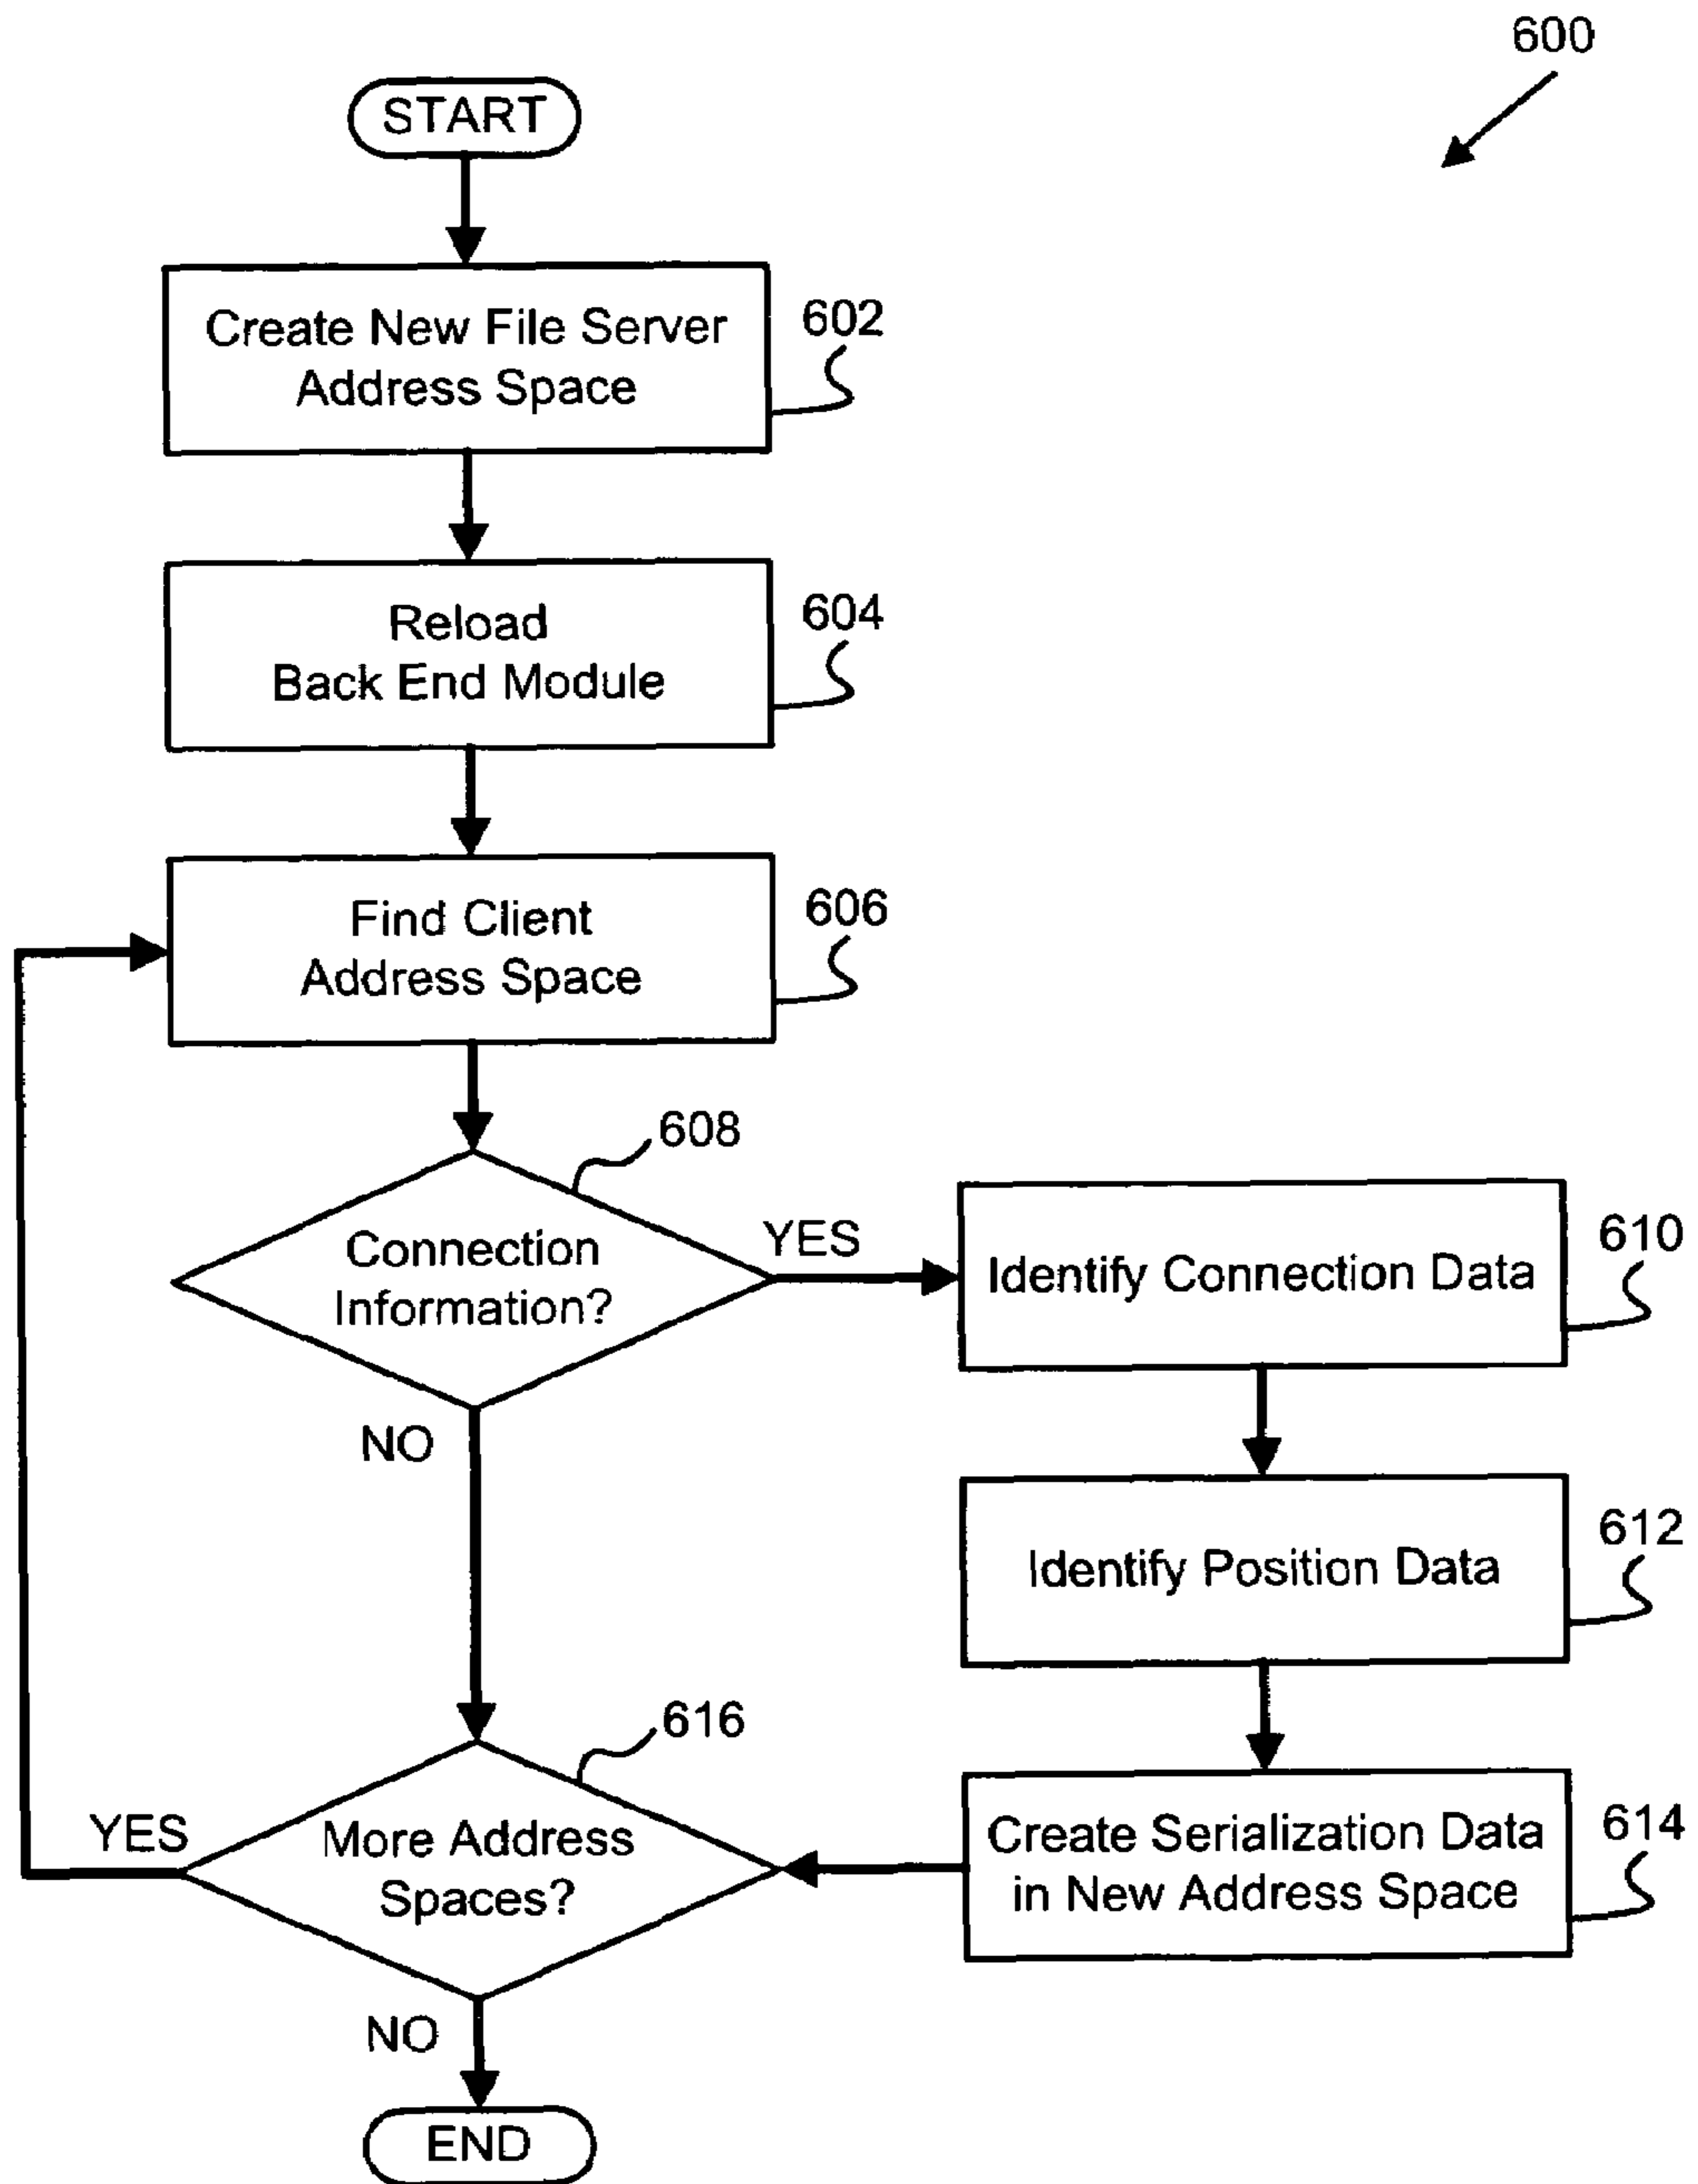 600
START
Create New File Server
Address Space
602
Reload
Back End Module
604
Find Client
Address Space
606
608
Connection
Information?
YES
NO
Identify Connection Data
610
Identify Position Data
612
Create Serialization Data
in New Address Space
614
616
More Address
Spaces?
YES
NO
END